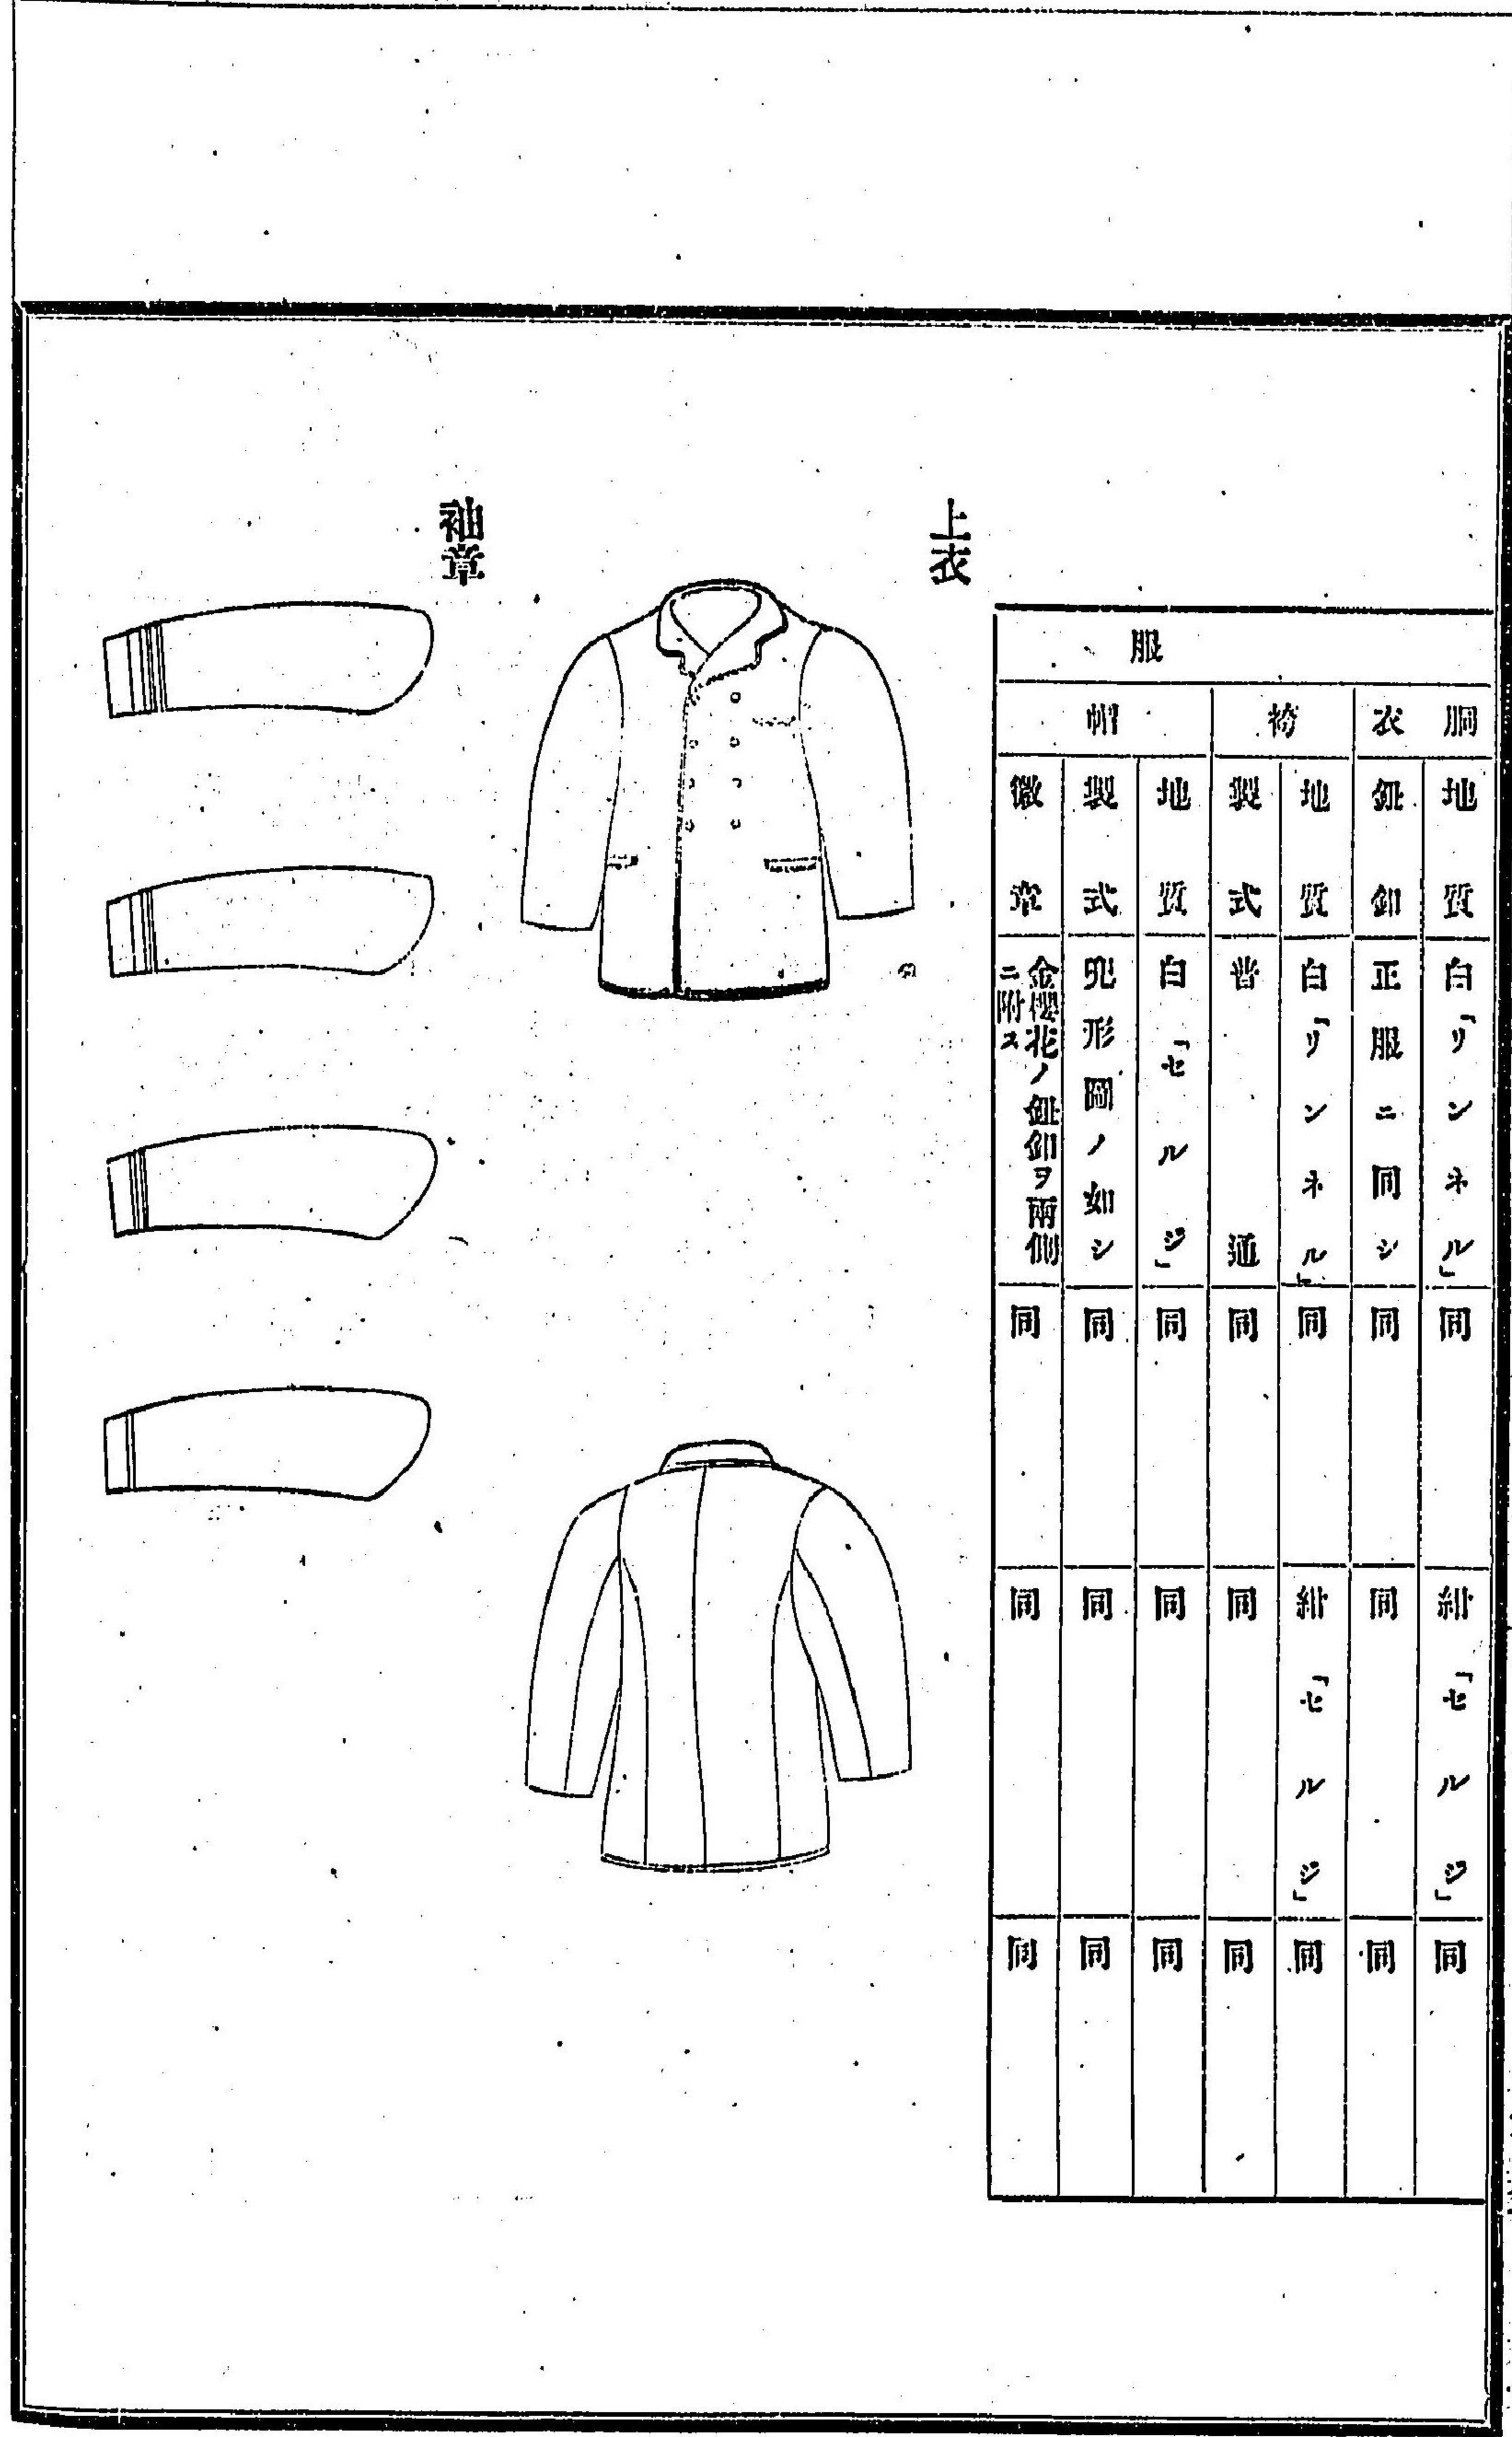 服
胴衣
地質 白「リンネル」 同 紺「セルジ」 同
鈕釦 正服ニ同シ 同 同 同
袴
地質 白「リンネル」 同 紺「セルジ」 同
製式 普通 同 同 同
帽
地質 白「セルジ」 同 同 同
製式 兜形圖ノ如シ 同 同 同
徽章 金櫻花ノ鈕釦ヲ兩側ニ附ス 同 同 同
上衣
袖章